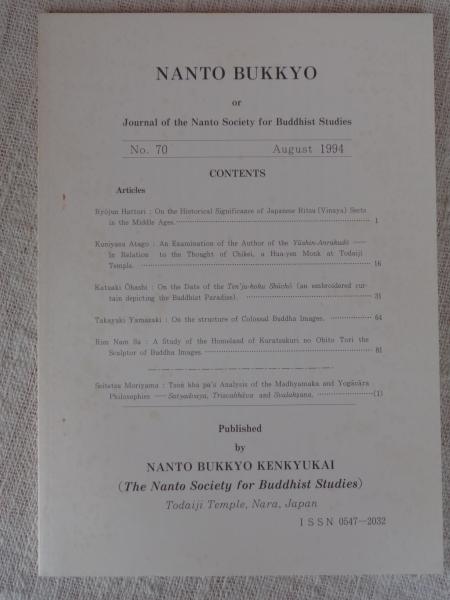 NANTO BUKKYO
or
Journal of the Nanto Society for Buddhist Studies
No. 70 August 1994
CONTENTS
Articles
Ryōjun Hattori : On the Historical Significance of Japanese Ritsu (Vinaya) Sects
in the Middle Ages. 1
Kuniyasu Atago : An Examination of the Author of the Yūshin-Anrakudō —
In Relation to the Thought of Chikei, a Hua-yen Monk at Todaiji
Temple. 16
Katsuaki Ōhashi : On the Date of the Ten'ju-koku Shūchō (an embroidered cur-
tain depicting the Buddhist Paradise). 31
Takayuki Yamazaki : On the structure of Colossal Buddha Images. 64
Rim Nam Su : A Study of the Homeland of Kuratsukuri no Obito Tori the
Sculptor of Buddha Images. 81
Seitetsu Moriyama : Tsoṅ kha pa's Analysis of the Madhyamaka and Yogācāra
Philosophies — Satyadvaya, Trisvabhāva and Svalakṣaṇa. (1)
Published
by
NANTO BUKKYO KENKYUKAI
(The Nanto Society for Buddhist Studies)
Todaiji Temple, Nara, Japan
ISSN 0547—2032